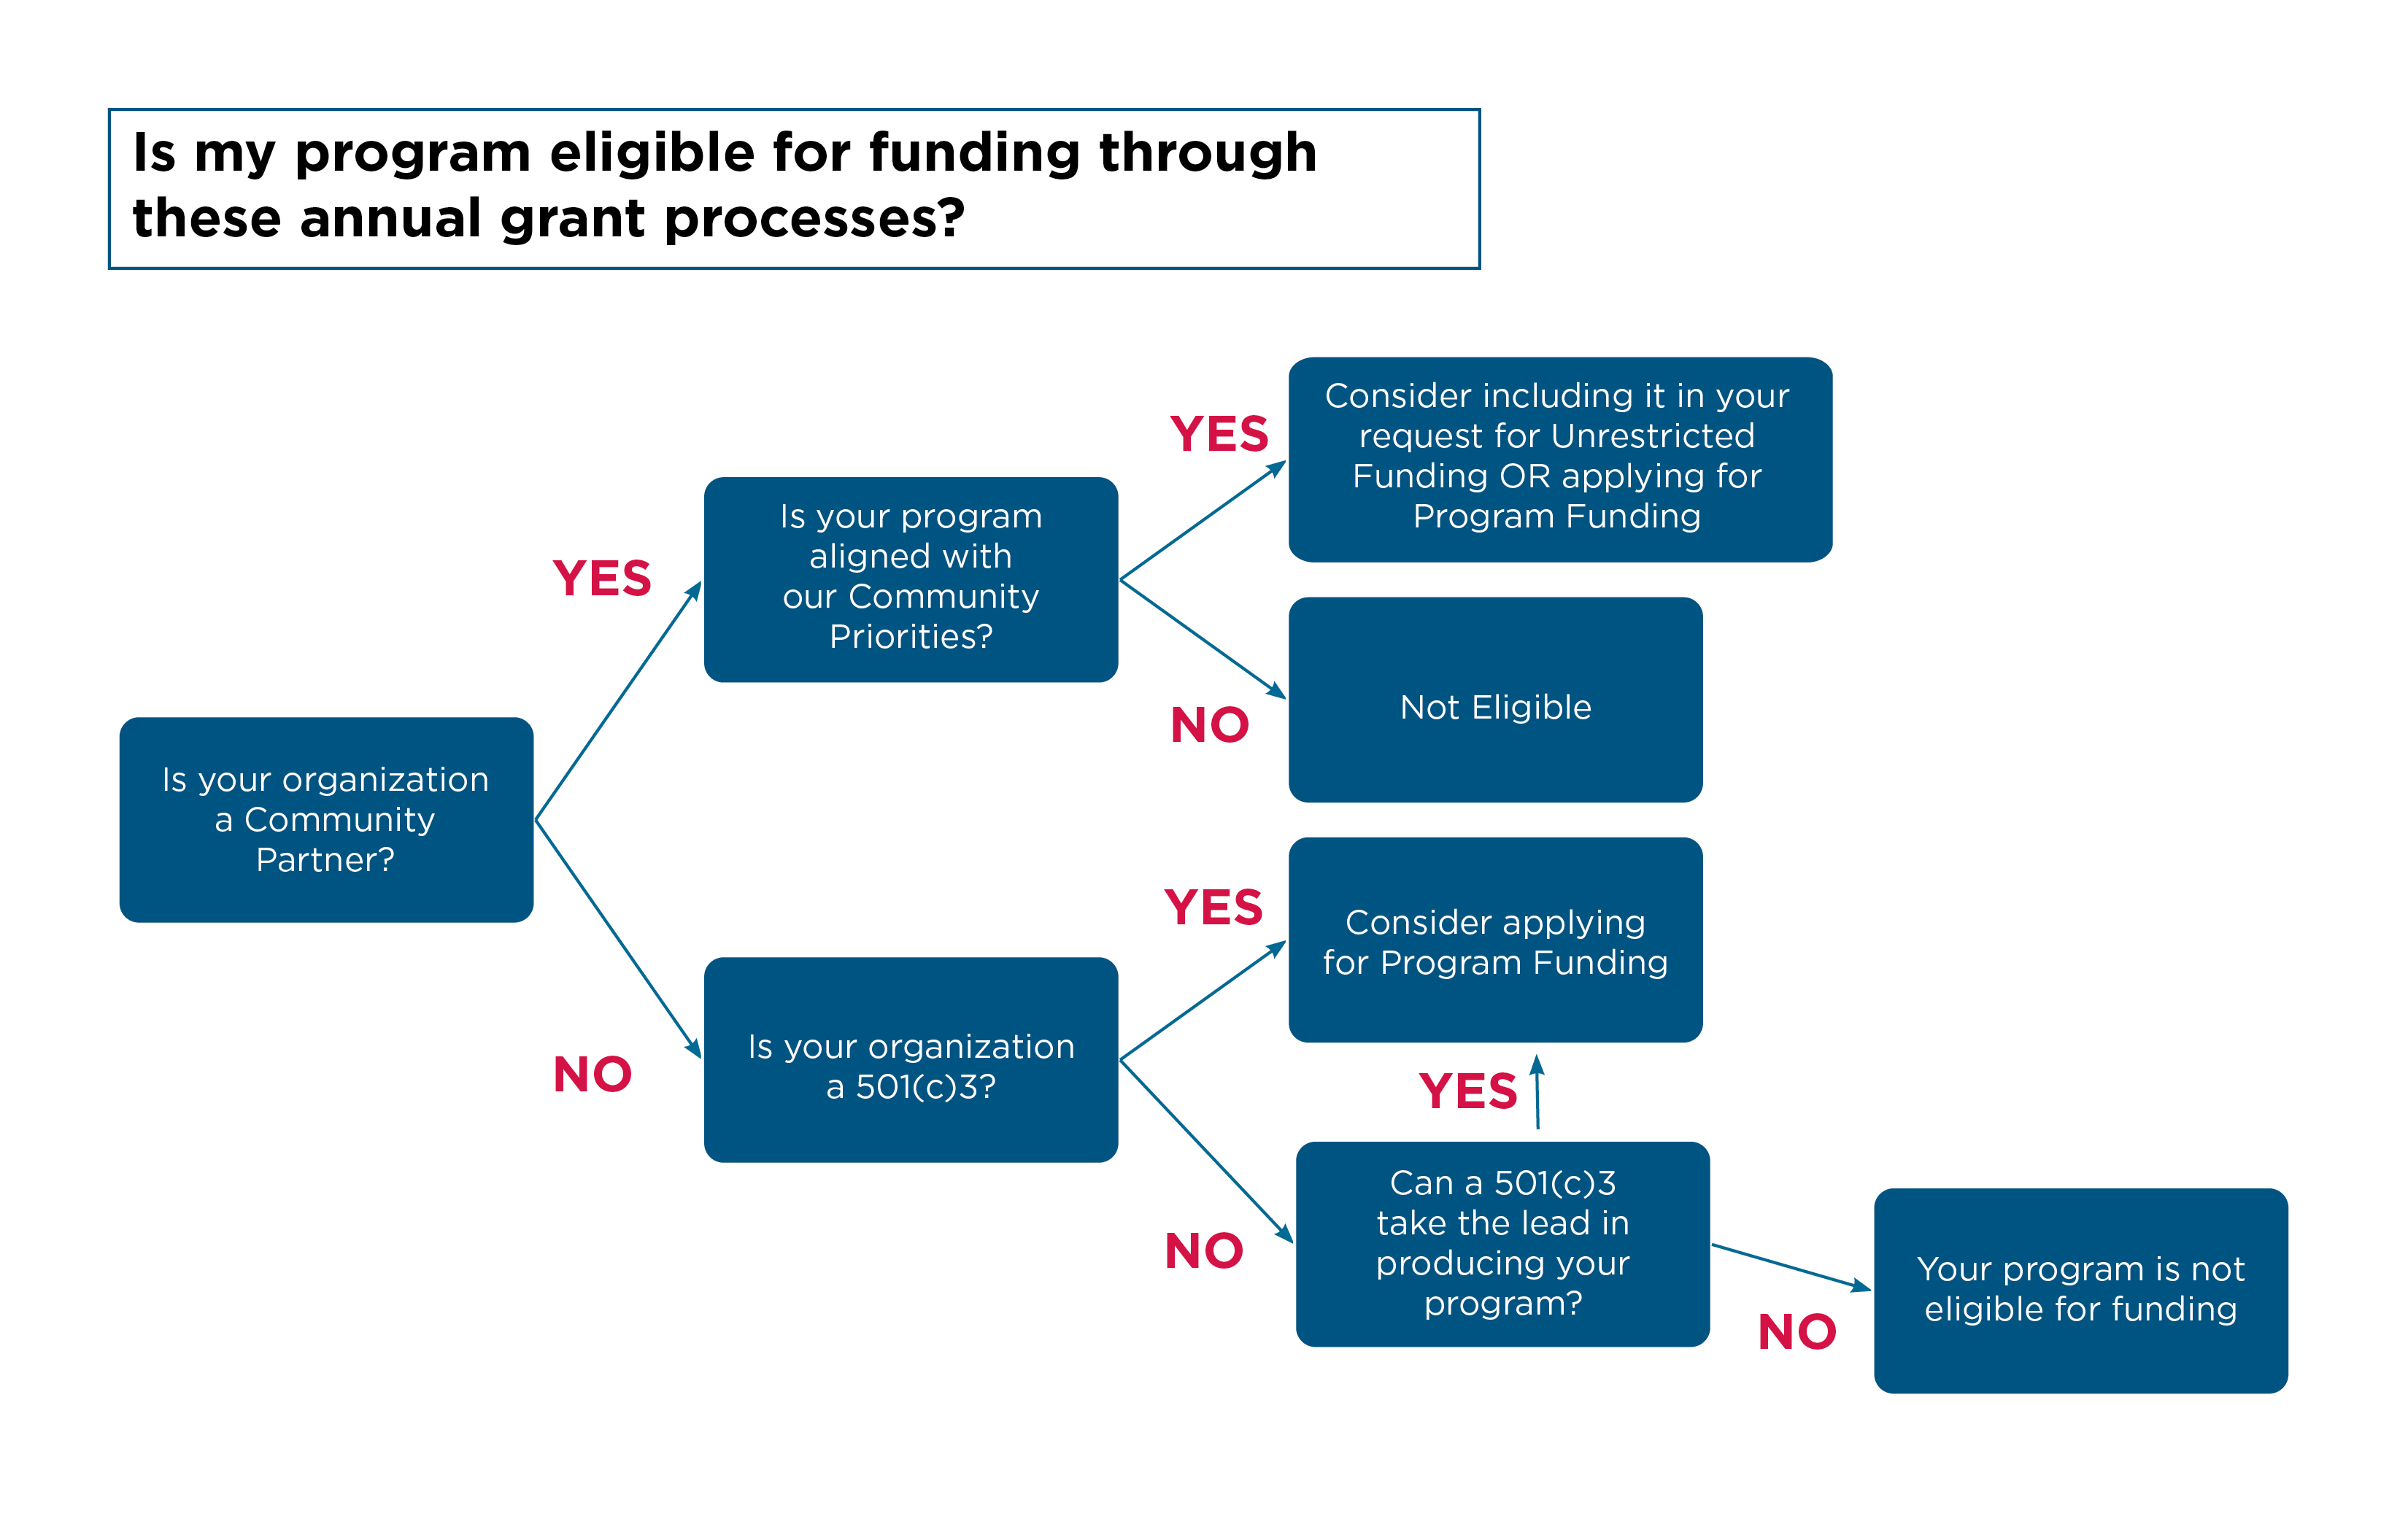 Is my program eligible for funding through
these annual grant processes?
Is your organization
a Community
Partner?
YES
NO
Is your program
aligned with
our Community
Priorities?
YES
NO
Consider including it in your
request for Unrestricted
Funding OR applying for
Program Funding
Not Eligible
Is your organization
a 501(c)3?
YES
NO
Consider applying
for Program Funding
YES
Can a 501(c)3
take the lead in
producing your
program?
NO
Your program is not
eligible for funding